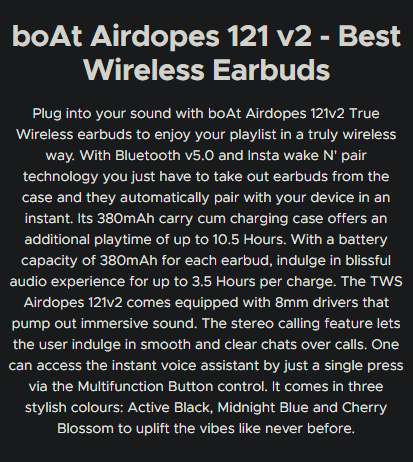 boAt Airdopes 121 v2 - Best
Wireless Earbuds
Plug into your sound with boAt Airdopes 121v2 True
Wireless earbuds to enjoy your playlist in a truly wireless
way. With Bluetooth v5.0 and Insta wake N' pair
technology you just have to take out earbuds from the
case and they automatically pair with your device in an
instant. Its 380mAh carry cum charging case offers an
additional playtime of up to 10.5 Hours. With a battery
capacity of 380mAh for each earbud, indulge in blissful
audio experience for up to 3.5 Hours per charge. The TWS
Airdopes 121v2 comes equipped with 8mm drivers that
pump out immersive sound. The stereo calling feature lets
the user indulge in smooth and clear chats over calls. One
can access the instant voice assistant by just a single press
via the Multifunction Button control. It comes in three
stylish colours: Active Black, Midnight Blue and Cherry
Blossom to uplift the vibes like never before.